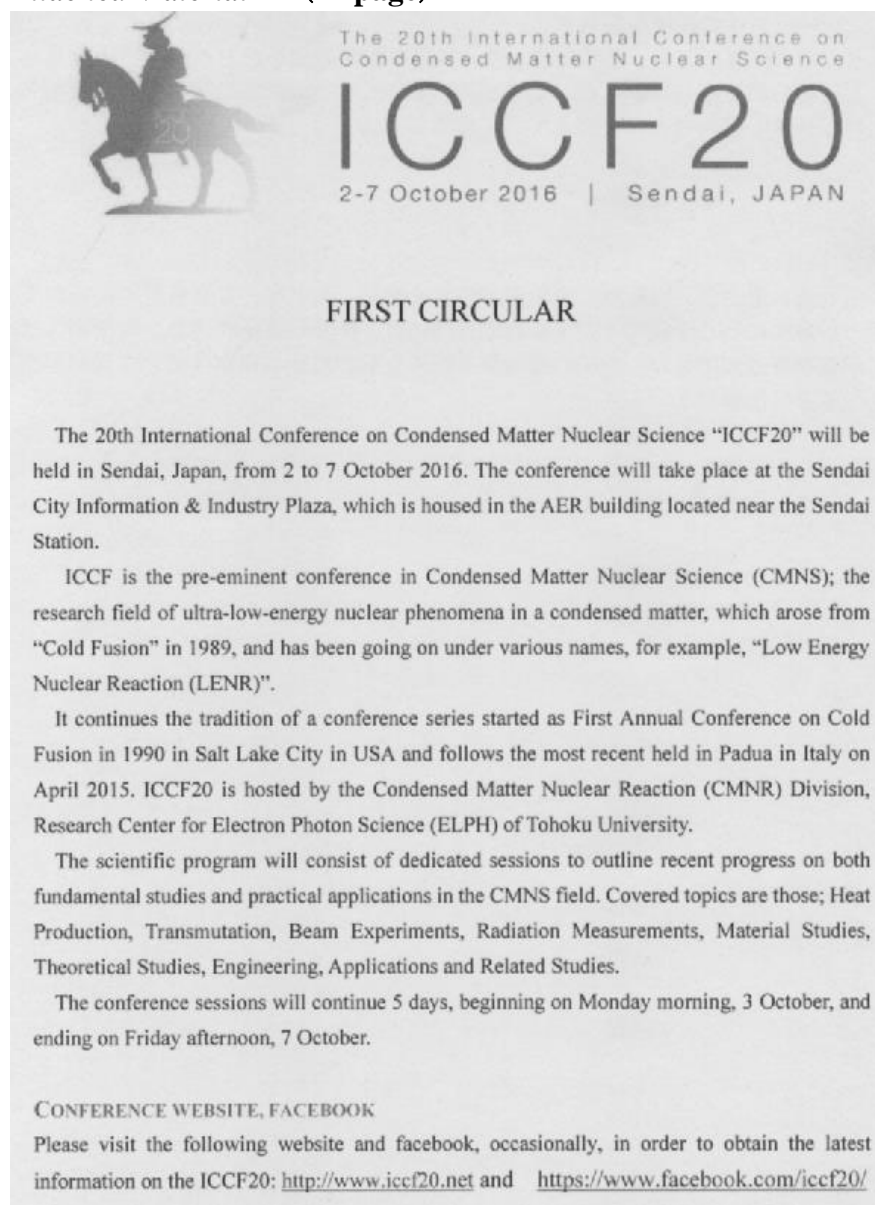 The 20th International Conference on
Condensed Matter Nuclear Science
ICCF20
2-7 October 2016 | Sendai, JAPAN
20
FIRST CIRCULAR
The 20th International Conference on Condensed Matter Nuclear Science “ICCF20” will be
held in Sendai, Japan, from 2 to 7 October 2016. The conference will take place at the Sendai
City Information & Industry Plaza, which is housed in the AER building located near the Sendai
Station.
ICCF is the pre-eminent conference in Condensed Matter Nuclear Science (CMNS); the
research field of ultra-low-energy nuclear phenomena in a condensed matter, which arose from
“Cold Fusion” in 1989, and has been going on under various names, for example, “Low Energy
Nuclear Reaction (LENR)”.
It continues the tradition of a conference series started as First Annual Conference on Cold
Fusion in 1990 in Salt Lake City in USA and follows the most recent held in Padua in Italy on
April 2015. ICCF20 is hosted by the Condensed Matter Nuclear Reaction (CMNR) Division,
Research Center for Electron Photon Science (ELPH) of Tohoku University.
The scientific program will consist of dedicated sessions to outline recent progress on both
fundamental studies and practical applications in the CMNS field. Covered topics are those; Heat
Production, Transmutation, Beam Experiments, Radiation Measurements, Material Studies,
Theoretical Studies, Engineering, Applications and Related Studies.
The conference sessions will continue 5 days, beginning on Monday morning, 3 October, and
ending on Friday afternoon, 7 October.
CONFERENCE WEBSITE, FACEBOOK
Please visit the following website and facebook, occasionally, in order to obtain the latest
information on the ICCF20: http://www.iccf20.net and https://www.facebook.com/iccf20/